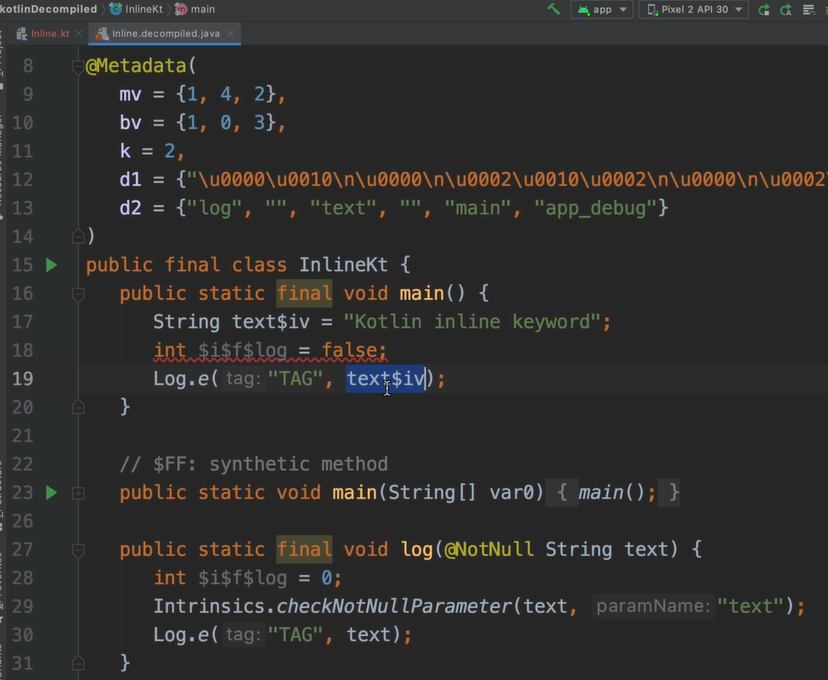 kotlinDecompiled InlineKt main app Pixel 2 API 30
Inline.kt Inline.decompiled.java
8 @Metadata(
9 mv = {1, 4, 2},
10 bv = {1, 0, 3},
11 k = 2,
12 d1 = {"\u0000\u0010\n\u0000\n\u0002\u0010\u0002\n\u0000\n\u0002
13 d2 = {"log", "", "text", "", "main", "app_debug"}
14 )
15 public final class InlineKt {
16 public static final void main() {
17 String text$iv = "Kotlin inline keyword";
18 int $i$f$log = false;
19 Log.e( tag: "TAG", text$iv);
20 }
21
22 // $FF: synthetic method
23 public static void main(String[] var0) { main(); }
26
27 public static final void log(@NotNull String text) {
28 int $i$f$log = 0;
29 Intrinsics.checkNotNullParameter(text, paramName: "text");
30 Log.e( tag: "TAG", text);
31 }